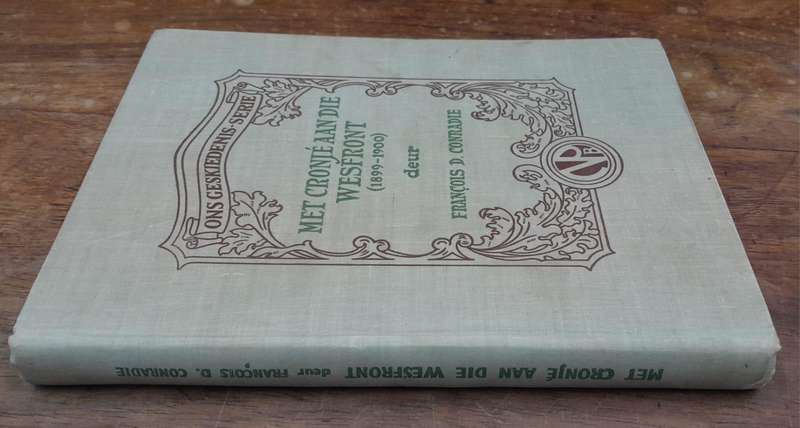 ONS GESKIEDENIS-SERIE
MET CRONJÉ AAN DIE
WESFRONT
(1899-1900)
deur
FRANÇOIS D. CONRADIE
MET CRONJÉ AAN DIE WESFRONT deur FRANÇOIS D. CONRADIE